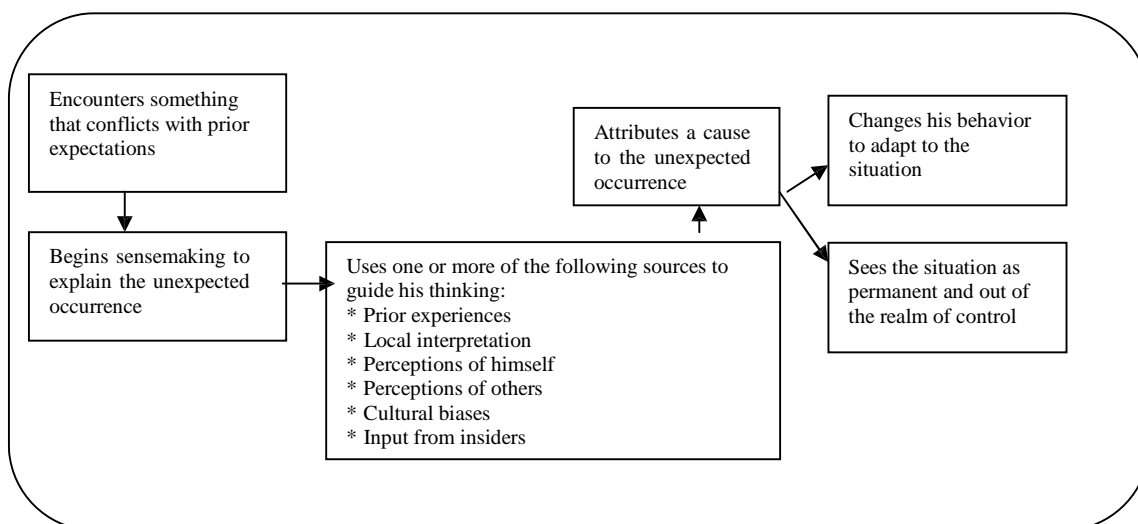 Encounters something
that conflicts with prior
expectations
Begins sensemaking to
explain the unexpected
occurrence
Uses one or more of the following sources to
guide his thinking:
* Prior experiences
* Local interpretation
* Perceptions of himself
* Perceptions of others
* Cultural biases
* Input from insiders
Attributes a cause
to the unexpected
occurrence
Changes his behavior
to adapt to the
situation
Sees the situation as
permanent and out of
the realm of control